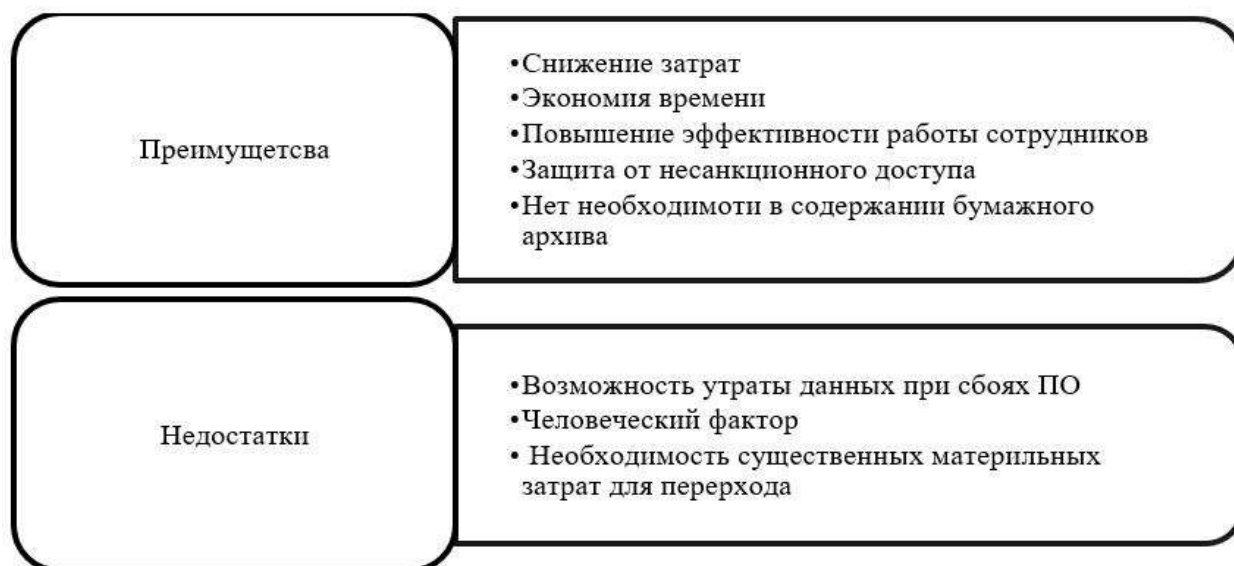 Преимущетсва
•Снижение затрат
•Экономия времени
•Повышение эффективности работы сотрудников
•Защита от несанкционного доступа
•Нет необходимоти в содержании бумажного
архива
Недостатки
•Возможность утраты данных при сбоях ПО
•Человеческий фактор
• Необходимость существенных материльных
затрат для перерхода